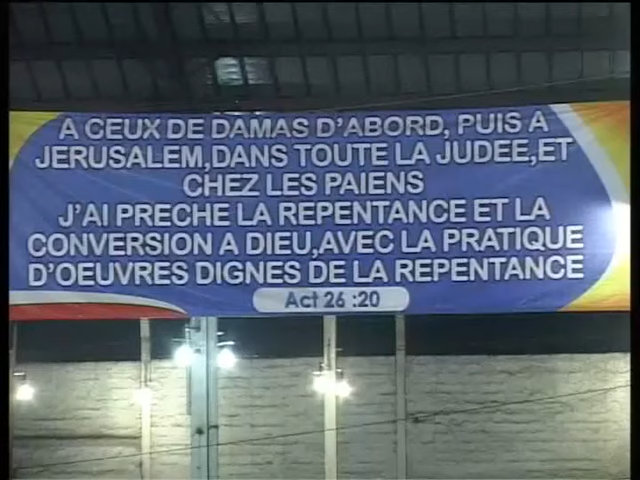 A CEUX DE DAMAS D'ABORD, PUIS A
JERUSALEM,DANS TOUTE LA JUDEE,ET
CHEZ LES PAIENS
J'AI PRECHE LA REPENTANCE ET LA
CONVERSION A DIEU,AVEC LA PRATIQUE
D'OEUVRES DIGNES DE LA REPENTANCE
Act 26 :20